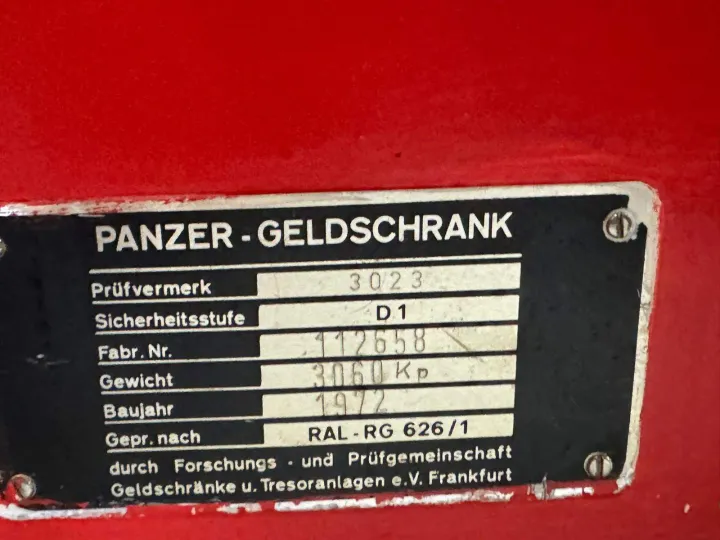 PANZER - GELDSCHRANK
Prüfvermerk 3023
Sicherheitsstufe D 1
Fabr. Nr. 112658
Gewicht 3060 Kp
Baujahr 1972
Gepr. nach RAL - RG 626/1
durch Forschungs - und Prüfgemeinschaft
Geldschränke u. Tresoranlagen e.V. Frankfurt